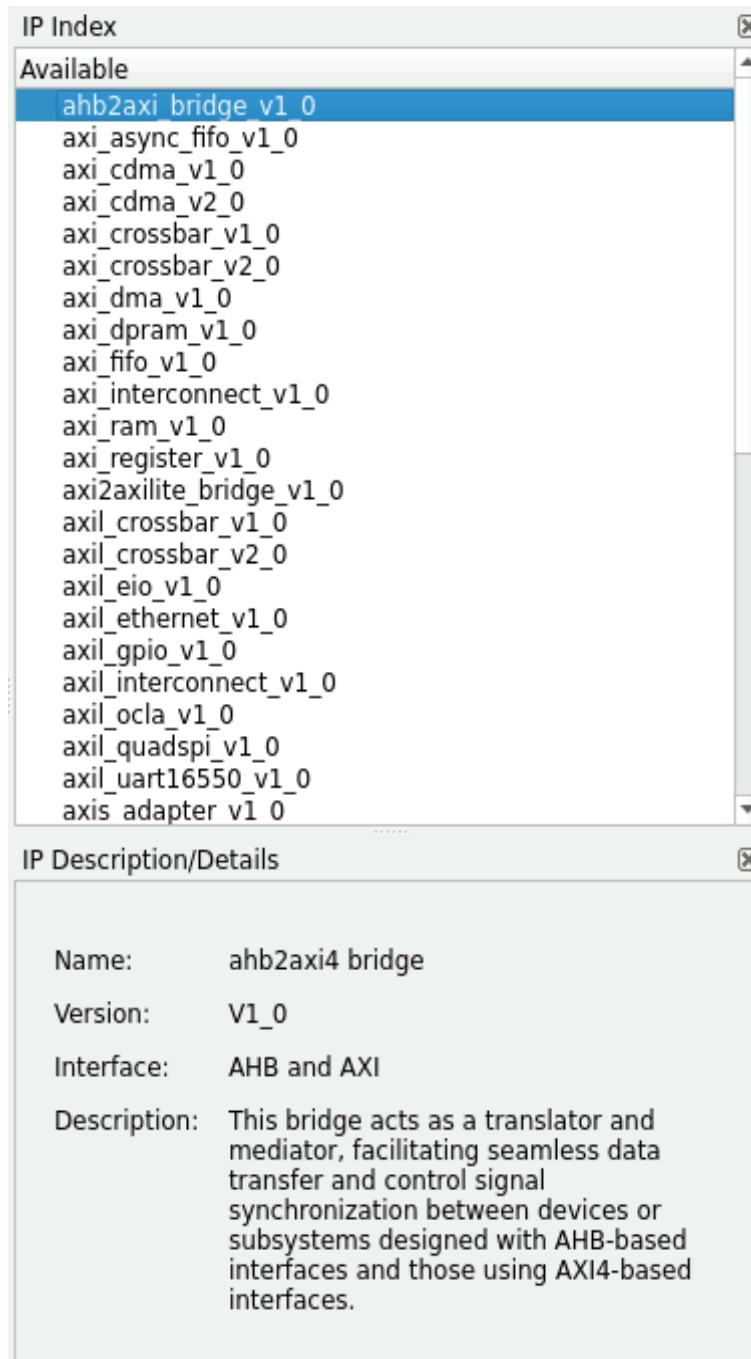 IP Index
Available
ahb2axi_bridge_v1_0
axi_async_fifo_v1_0
axi_cdma_v1_0
axi_cdma_v2_0
axi_crossbar_v1_0
axi_crossbar_v2_0
axi_dma_v1_0
axi_dpram_v1_0
axi_fifo_v1_0
axi_interconnect_v1_0
axi_ram_v1_0
axi_register_v1_0
axi2axilite_bridge_v1_0
axil_crossbar_v1_0
axil_crossbar_v2_0
axil_eio_v1_0
axil_ethernet_v1_0
axil_gpio_v1_0
axil_interconnect_v1_0
axil_ocla_v1_0
axil_quadspi_v1_0
axil_uart16550_v1_0
axis_adapter_v1_0
IP Description/Details
Name: ahb2axi4 bridge
Version: V1_0
Interface: AHB and AXI
Description: This bridge acts as a translator and
mediator, facilitating seamless data
transfer and control signal
synchronization between devices or
subsystems designed with AHB-based
interfaces and those using AXI4-based
interfaces.